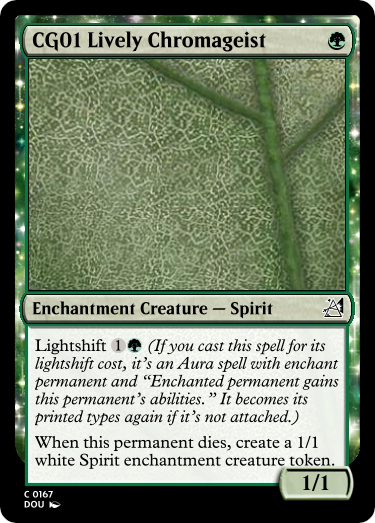 CG01 Lively Chromageist
Enchantment Creature — Spirit
Lightshift 1 (If you cast this spell for its
lightshift cost, it's an Aura spell with enchant
permanent and “Enchanted permanent gains
this permanent's abilities.” It becomes its
printed types again if it's not attached.)
When this permanent dies, create a 1/1
white Spirit enchantment creature token.
1/1
C 0167
DOU